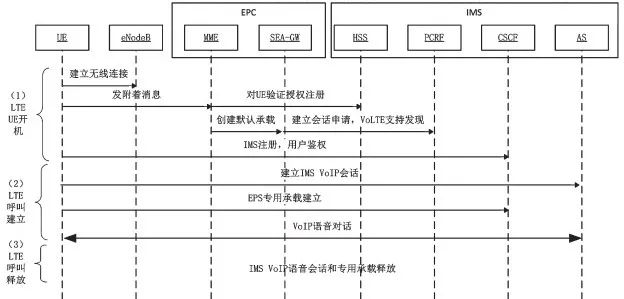 EPC
IMS
UE
eNodeB
MME
SEA-GW
HSS
PCRF
CSCF
AS
建立无线连接
发附着消息
对UE验证授权注册
创建默认承载
建立会话申请，VoLTE支持发现
IMS注册，用户鉴权
（1）
LTE
UE开
机
建立IMS VoIP会话
EPS专用承载建立
VoIP语音对话
（2）
LTE
呼叫
建立
IMS VoIP语音会话和专用承载释放
（3）
LTE
呼叫
释放